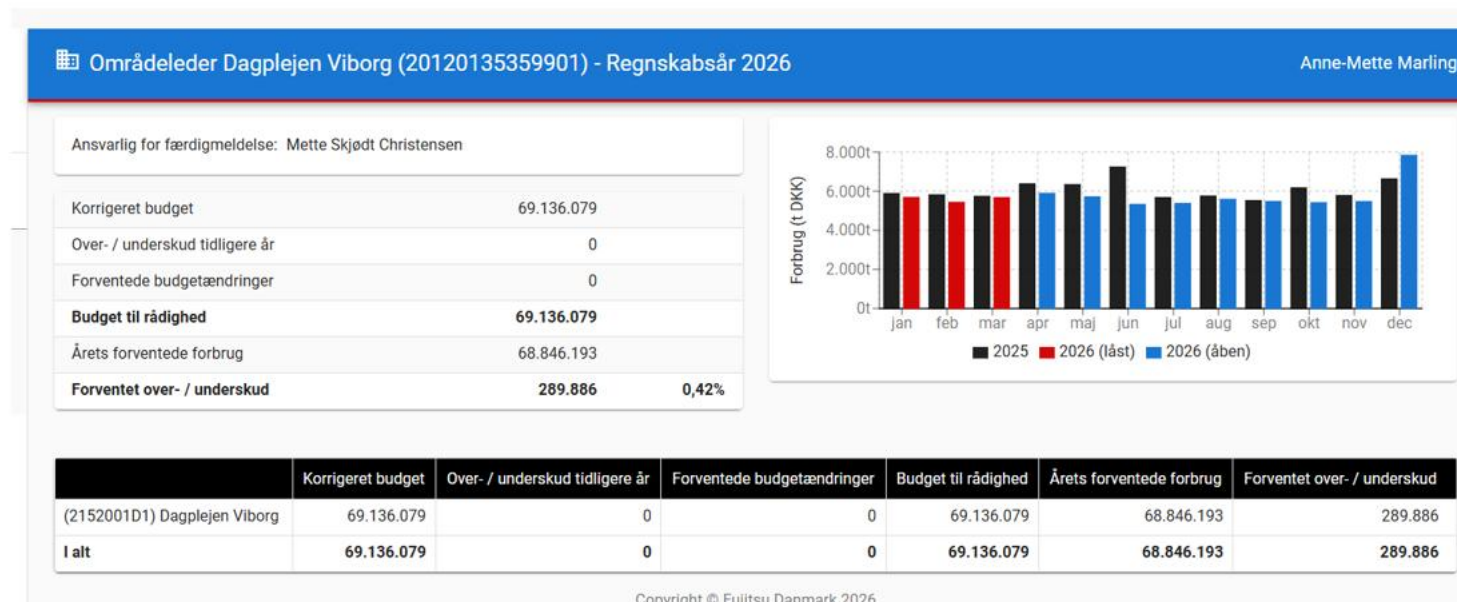 Områdeleder Dagplejen Viborg (20120135359901) - Regnskabsår 2026 Anne-Mette Marling
Ansvarlig for færdigmeldelse: Mette Skjødt Christensen
Korrigeret budget 69.136.079
Over- / underskud tidligere år 0
Forventede budgetændringer 0
Budget til rådighed 69.136.079
Årets forventede forbrug 68.846.193
Forventet over- / underskud 289.886 0,42%
Forbrug (t DKK)
8.000t
6.000t
4.000t
2.000t
0t
jan feb mar apr maj jun jul aug sep okt nov dec
2025 2026 (låst) 2026 (åben)
Korrigeret budget Over- / underskud tidligere år Forventede budgetændringer Budget til rådighed Årets forventede forbrug Forventet over- / underskud
(2152001D1) Dagplejen Viborg 69.136.079 0 0 69.136.079 68.846.193 289.886
I alt 69.136.079 0 0 69.136.079 68.846.193 289.886
Copyright © Fujitsu Danmark 2026